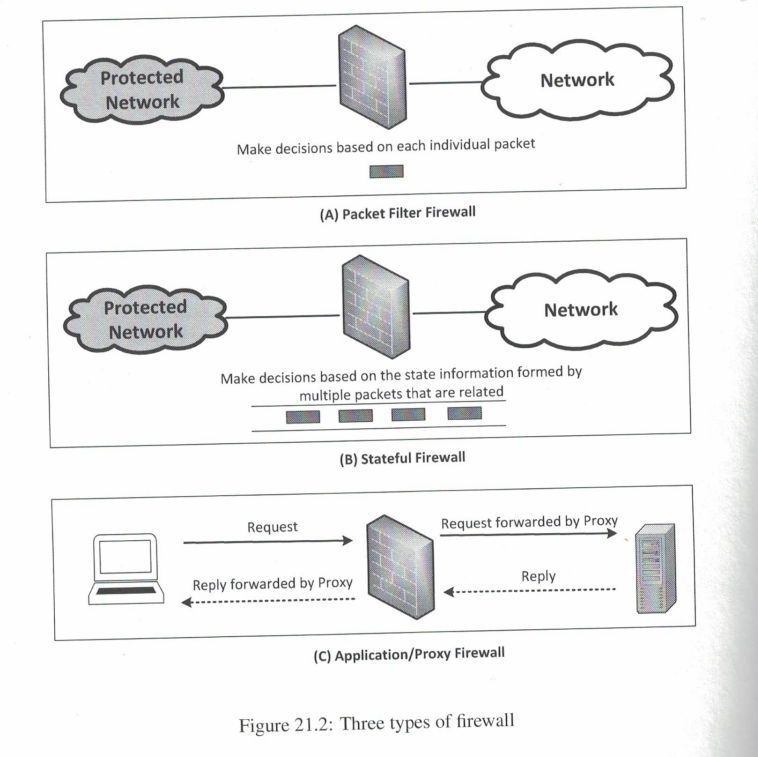 Protected
Network
Network
Make decisions based on each individual packet
(A) Packet Filter Firewall
Protected
Network
Network
Make decisions based on the state information formed by
multiple packets that are related
(B) Stateful Firewall
Request
Request forwarded by Proxy
Reply forwarded by Proxy
Reply
(C) Application/Proxy Firewall
Figure 21.2: Three types of firewall